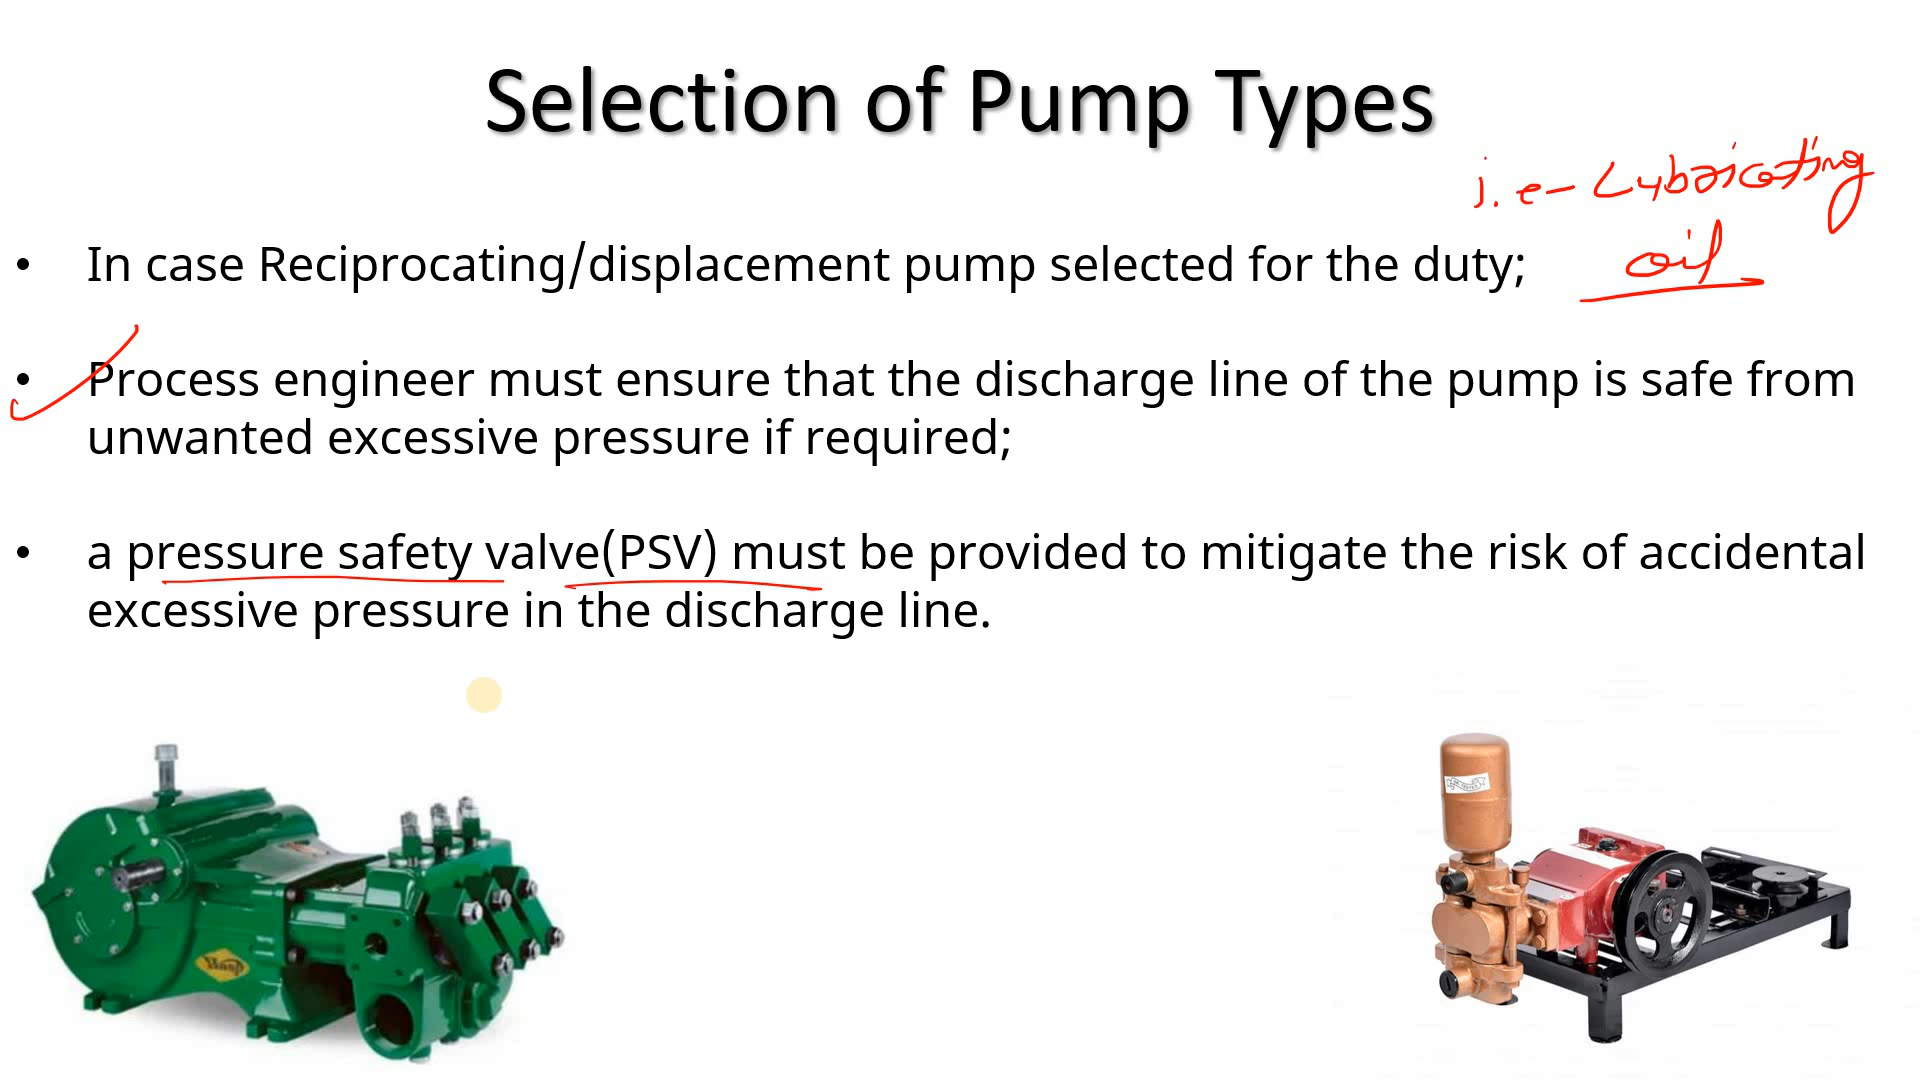 Selection of Pump Types
i.e- Lubricating
oil
• In case Reciprocating/displacement pump selected for the duty;
• Process engineer must ensure that the discharge line of the pump is safe from
unwanted excessive pressure if required;
• a pressure safety valve(PSV) must be provided to mitigate the risk of accidental
excessive pressure in the discharge line.